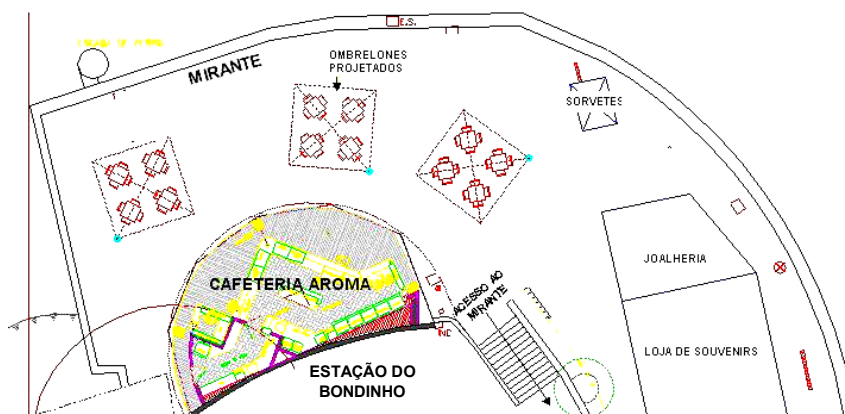 E.S.
MIRANTE
OMBRELONES
PROJETADOS
SORVETES
CAFETERIA AROMA
JOALHERIA
ACESSO AO
MIRANTE
LOJA DE SOUVENIRS
ESTAÇÃO DO
BONDINHO